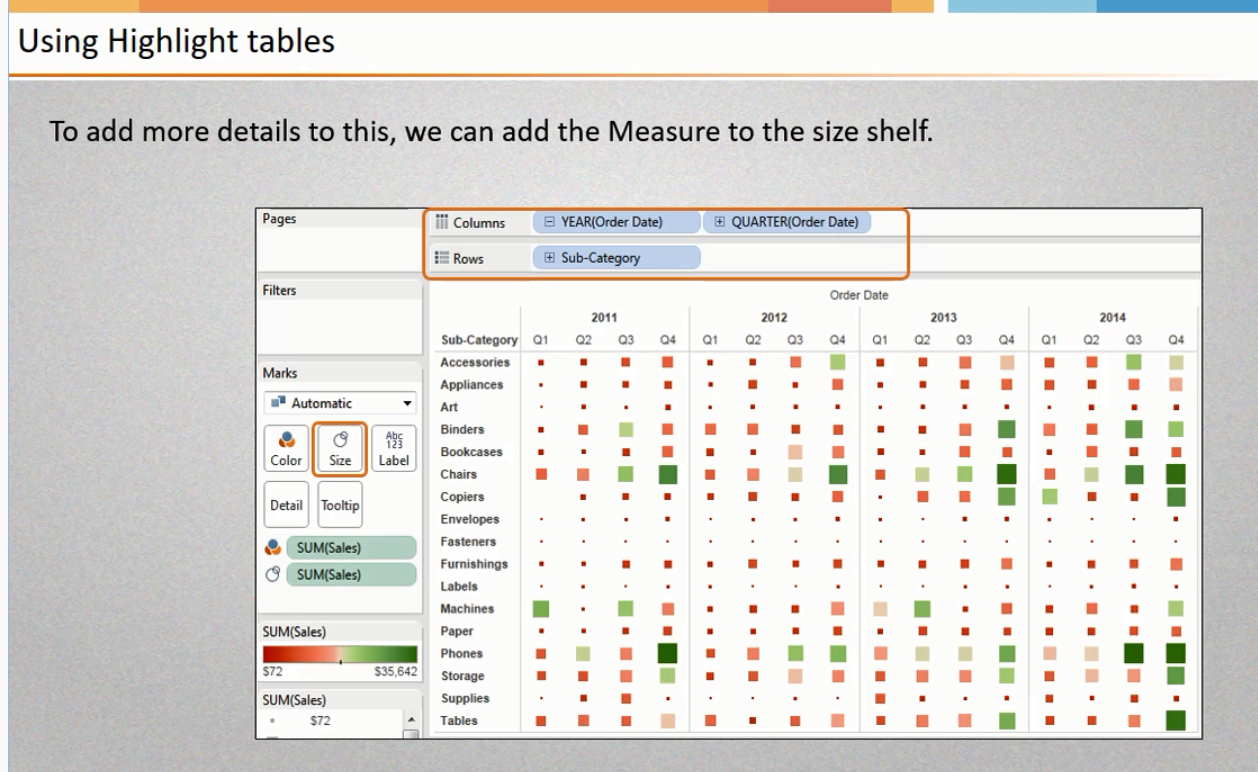 Using Highlight tables
To add more details to this, we can add the Measure to the size shelf.
Pages
Columns YEAR(Order Date) QUARTER(Order Date)
Rows Sub-Category
Filters
Order Date
2011 2012 2013 2014
Sub-Category Q1 Q2 Q3 Q4 Q1 Q2 Q3 Q4 Q1 Q2 Q3 Q4 Q1 Q2 Q3 Q4
Accessories
Appliances
Art
Binders
Bookcases
Chairs
Copiers
Envelopes
Fasteners
Furnishings
Labels
Machines
Paper
Phones
Storage
Supplies
Tables
Marks
Automatic
Abc
123
Color Size Label
Detail Tooltip
SUM(Sales)
SUM(Sales)
SUM(Sales)
$72 $35,642
SUM(Sales)
$72